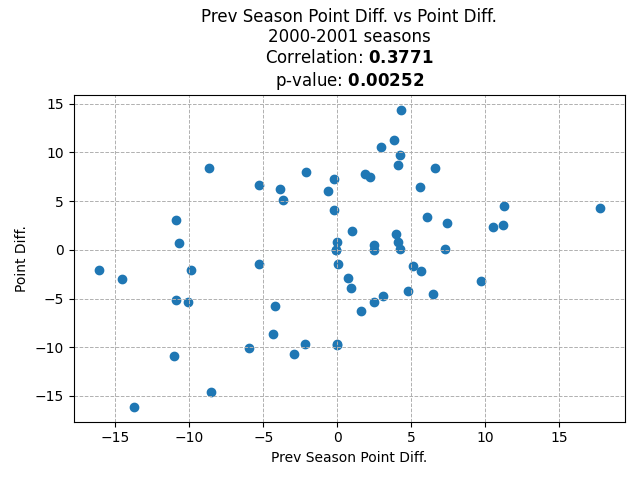 Prev Season Point Diff. vs Point Diff.
2000-2001 seasons
Correlation: 0.3771
p-value: 0.00252
15
10
5
0
−5
−10
−15
Point Diff.
−15
−10
−5
0
5
10
15
Prev Season Point Diff.